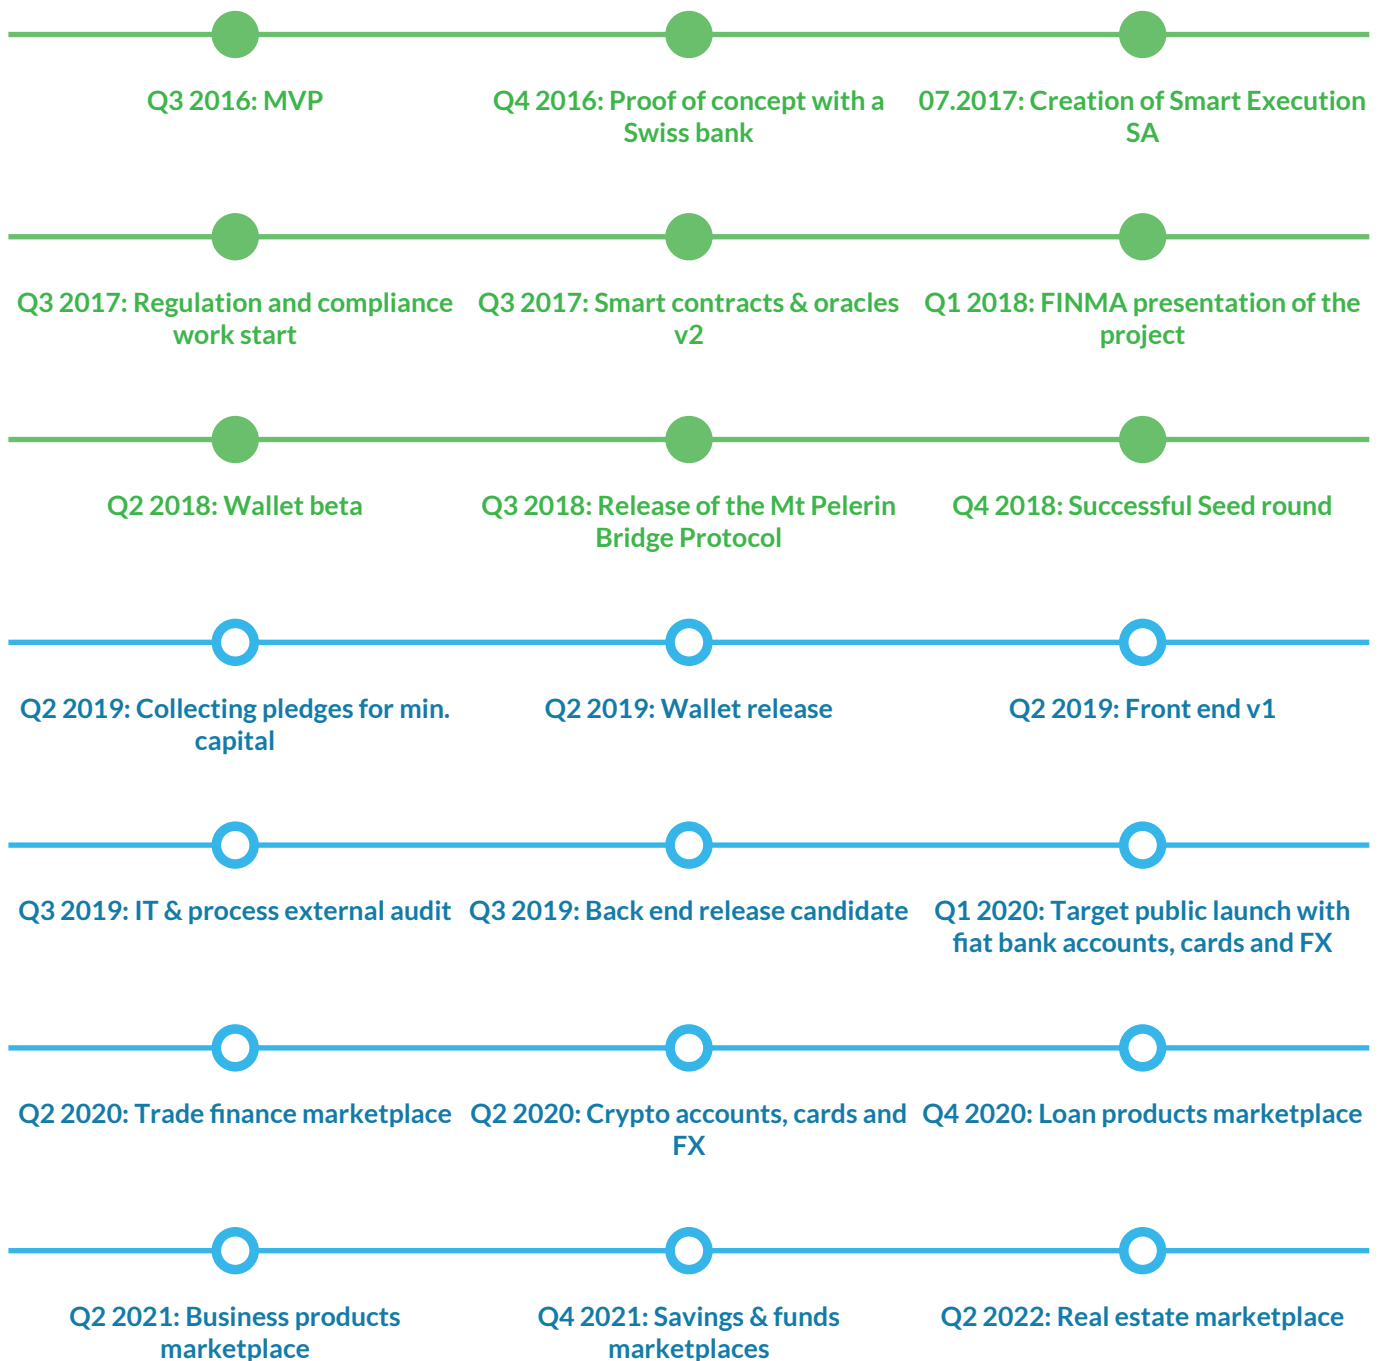 Q3 2016: MVP
Q4 2016: Proof of concept with a
Swiss bank
07.2017: Creation of Smart Execution
SA
Q3 2017: Regulation and compliance
work start
Q3 2017: Smart contracts & oracles
v2
Q1 2018: FINMA presentation of the
project
Q2 2018: Wallet beta
Q3 2018: Release of the Mt Pelerin
Bridge Protocol
Q4 2018: Successful Seed round
Q2 2019: Collecting pledges for min.
capital
Q2 2019: Wallet release
Q2 2019: Front end v1
Q3 2019: IT & process external audit
Q3 2019: Back end release candidate
Q1 2020: Target public launch with
fiat bank accounts, cards and FX
Q2 2020: Trade finance marketplace
Q2 2020: Crypto accounts, cards and
FX
Q4 2020: Loan products marketplace
Q2 2021: Business products
marketplace
Q4 2021: Savings & funds
marketplaces
Q2 2022: Real estate marketplace